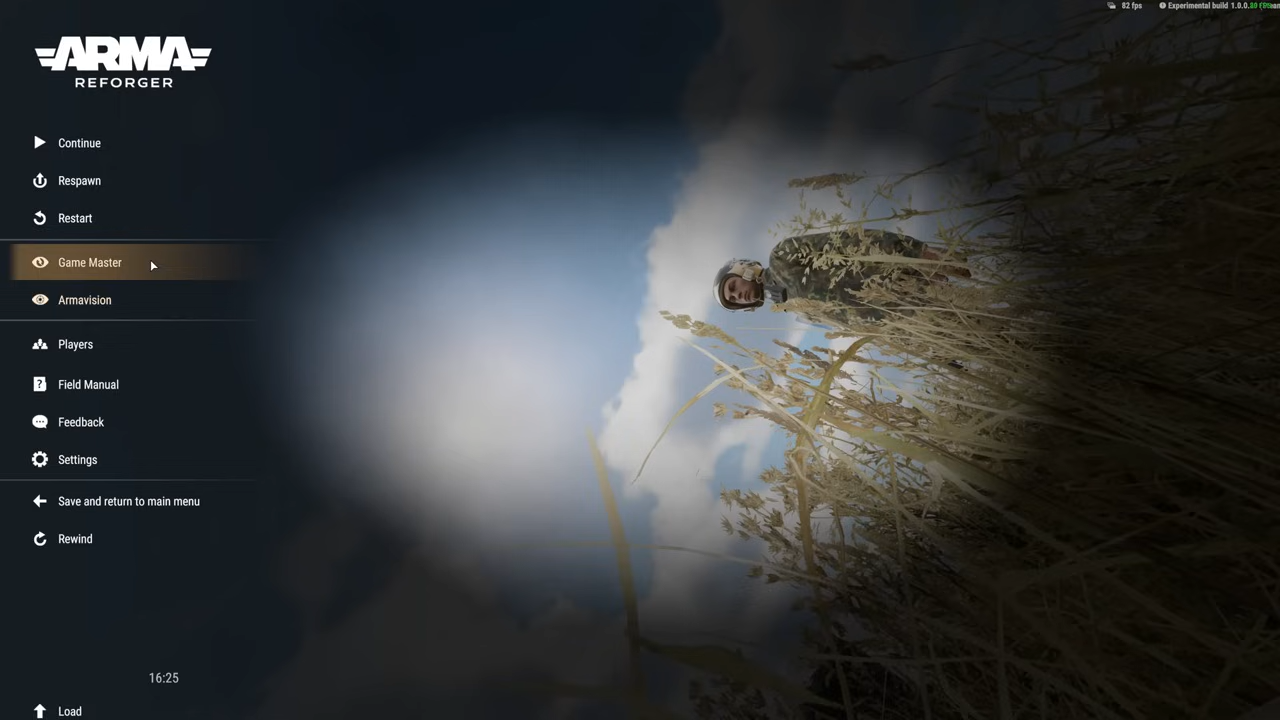 82 fps
Experimental build 1.0.0.
ARMA
REFORGER
Continue
Respawn
Restart
Game Master
Armavision
Players
Field Manual
Feedback
Settings
Save and return to main menu
Rewind
16:25
Load